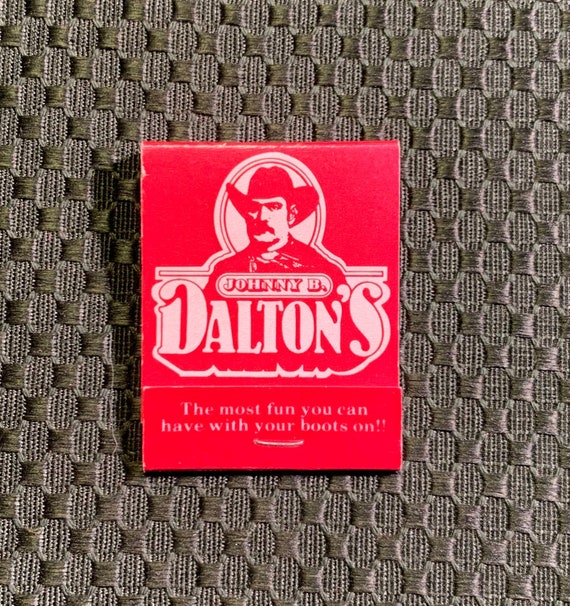 JOHNNY B.
DALTON'S
The most fun you can
have with your boots on!!